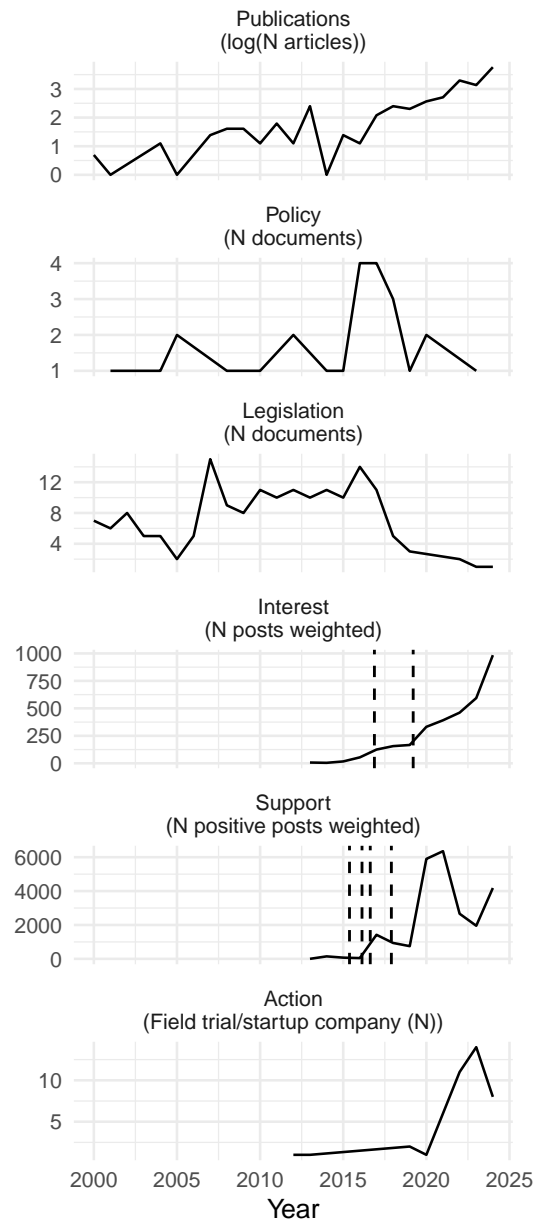 Publications
(log(N articles))
3
2
1
0
Policy
(N documents)
4
3
2
1
Legislation
(N documents)
12
8
4
Interest
(N posts weighted)
1000
750
500
250
0
Support
(N positive posts weighted)
6000
4000
2000
0
Action
(Field trial/startup company (N))
10
5
2000 2005 2010 2015 2020 2025
Year